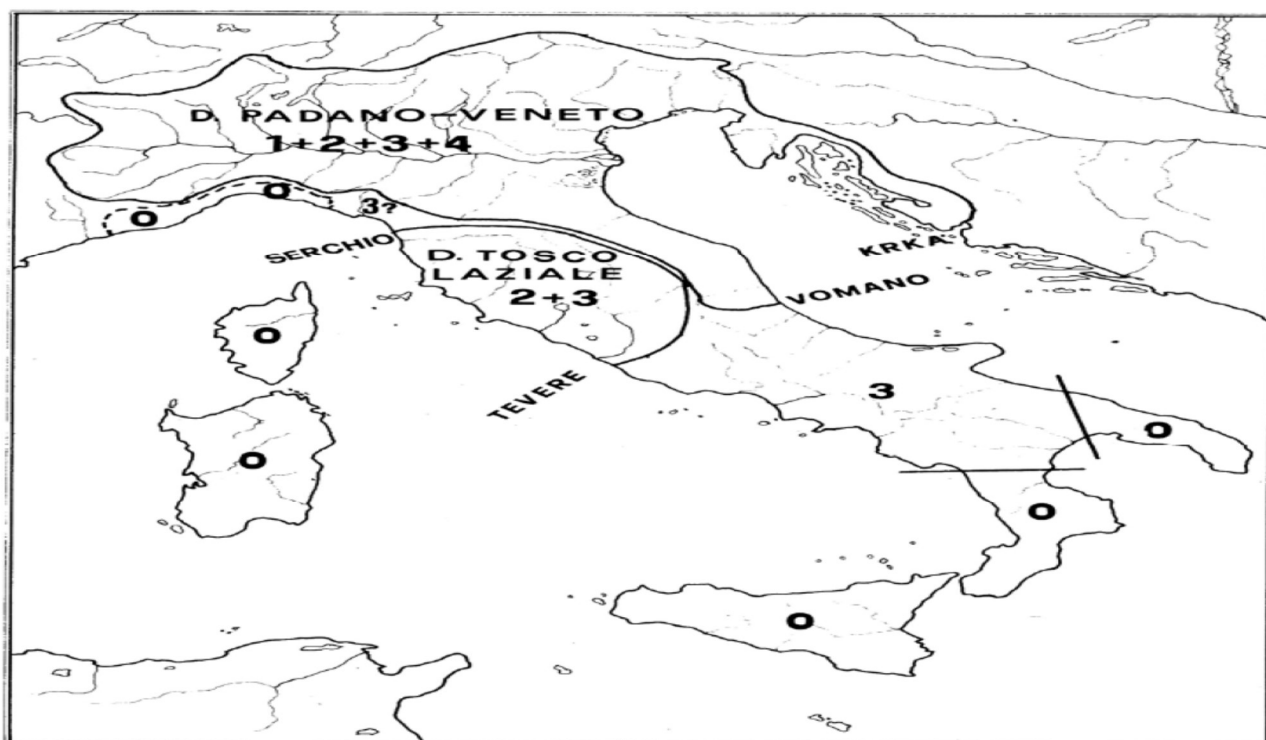 D. PADANO–VENETO
1+2+3+4
0
0
3?
SERCHIO
D. TOSCO
LAZIALE
2+3
KRKA
VOMANO
0
TEVERE
3
0
0
0
0